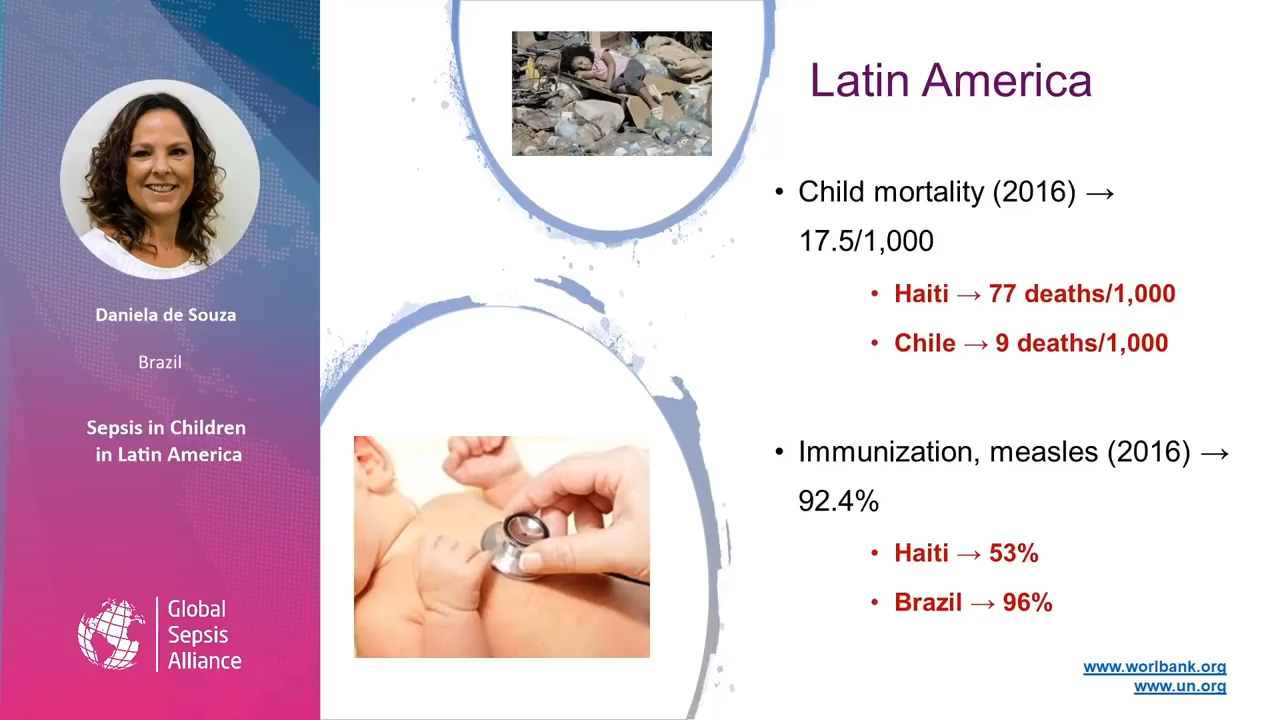 Daniela de Souza
Brazil
Sepsis in Children
in Latin America
Global
Sepsis
Alliance
Latin America
• Child mortality (2016) →
17.5/1,000
• Haiti → 77 deaths/1,000
• Chile → 9 deaths/1,000
• Immunization, measles (2016) →
92.4%
• Haiti → 53%
• Brazil → 96%
www.worlbank.org
www.un.org